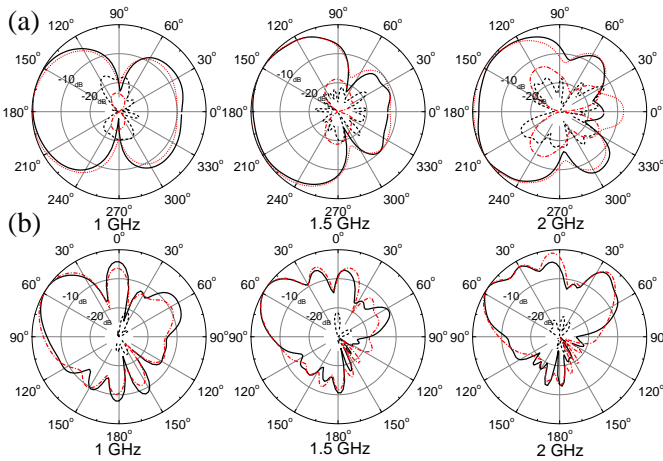 (a)
90°
120° 60°
150° 30°
-10 dB
-20 dB
180° 0°
210° 330°
240° 300°
270°
1 GHz
90°
120° 60°
150° 30°
-10 dB
-20 dB
180° 0°
210° 330°
240° 300°
270°
1.5 GHz
90°
120° 60°
150° 30°
-10 dB
-20 dB
180° 0°
210° 330°
240° 300°
270°
2 GHz
(b)
0°
30° 30°
60° 60°
-10 dB
-20 dB
90° 90°
120° 120°
150° 150°
180°
1 GHz
0°
30° 30°
60° 60°
-10 dB
-20 dB
90° 90°
120° 120°
150° 150°
180°
1.5 GHz
0°
30° 30°
60° 60°
-10 dB
-20 dB
90° 90°
120° 120°
150° 150°
180°
2 GHz